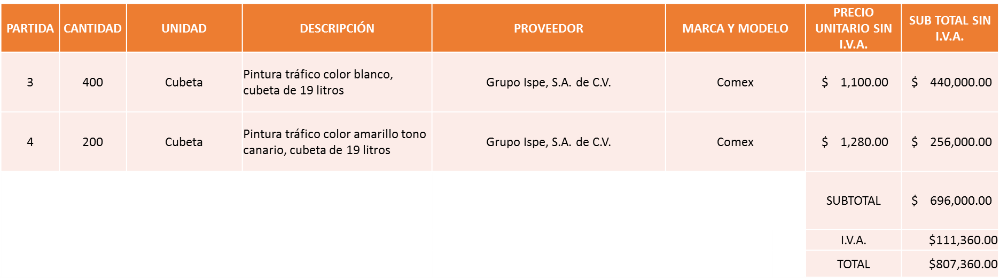 PARTIDA CANTIDAD UNIDAD DESCRIPCIÓN PROVEEDOR MARCA Y MODELO PRECIO UNITARIO SIN I.V.A. SUB TOTAL SIN I.V.A.
3 400 Cubeta Pintura tráfico color blanco, cubeta de 19 litros Grupo Ispe, S.A. de C.V. Comex $ 1,100.00 $ 440,000.00
4 200 Cubeta Pintura tráfico color amarillo tono canario, cubeta de 19 litros Grupo Ispe, S.A. de C.V. Comex $ 1,280.00 $ 256,000.00
SUBTOTAL $ 696,000.00
I.V.A. $111,360.00
TOTAL $807,360.00